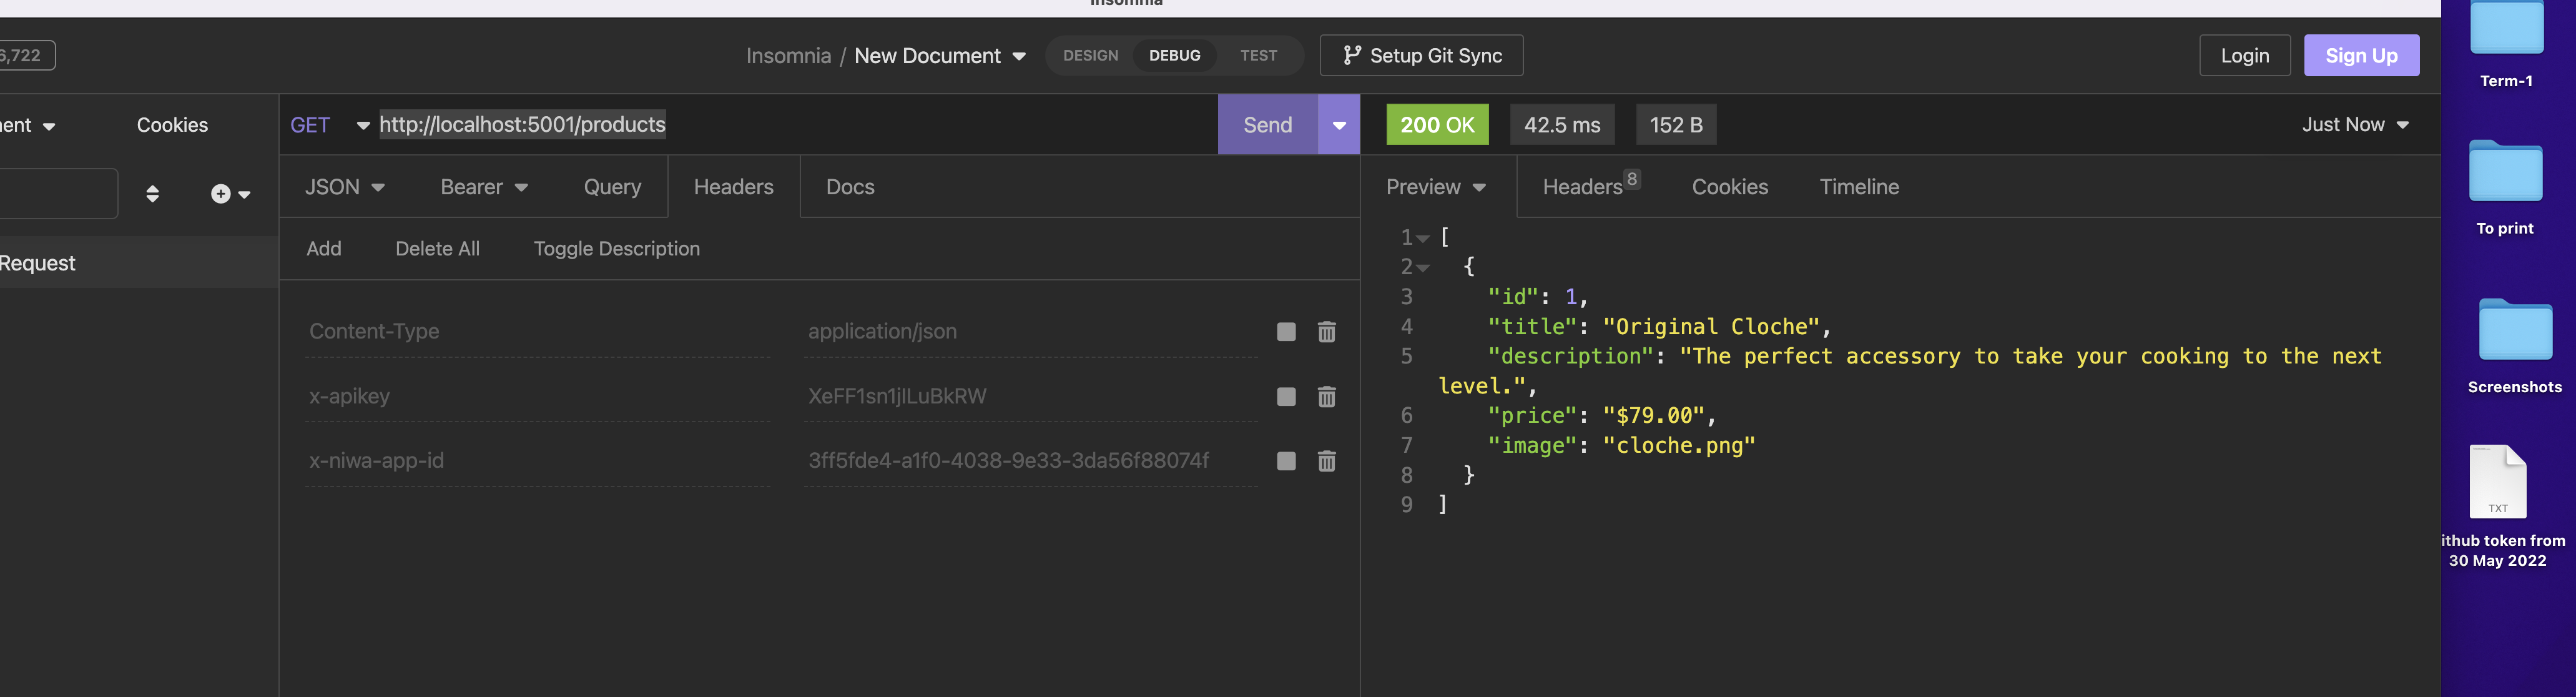 Insomnia
6,722
Insomnia / New Document
DESIGN DEBUG TEST
Setup Git Sync
Login
Sign Up
Cookies
GET http://localhost:5001/products
Send
200 OK
42.5 ms
152 B
Just Now
JSON Bearer Query Headers Docs
Preview Headers 8 Cookies Timeline
Add Delete All Toggle Description
Request
Content-Type application/json
x-apikey XeFF1sn1jlLuBkRW
x-niwa-app-id 3ff5fde4-a1f0-4038-9e33-3da56f88074f
1 [
2 {
3 "id": 1,
4 "title": "Original Cloche",
5 "description": "The perfect accessory to take your cooking to the next
level.",
6 "price": "$79.00",
7 "image": "cloche.png"
8 }
9 ]
Term-1
To print
Screenshots
TXT
ithub token from
30 May 2022